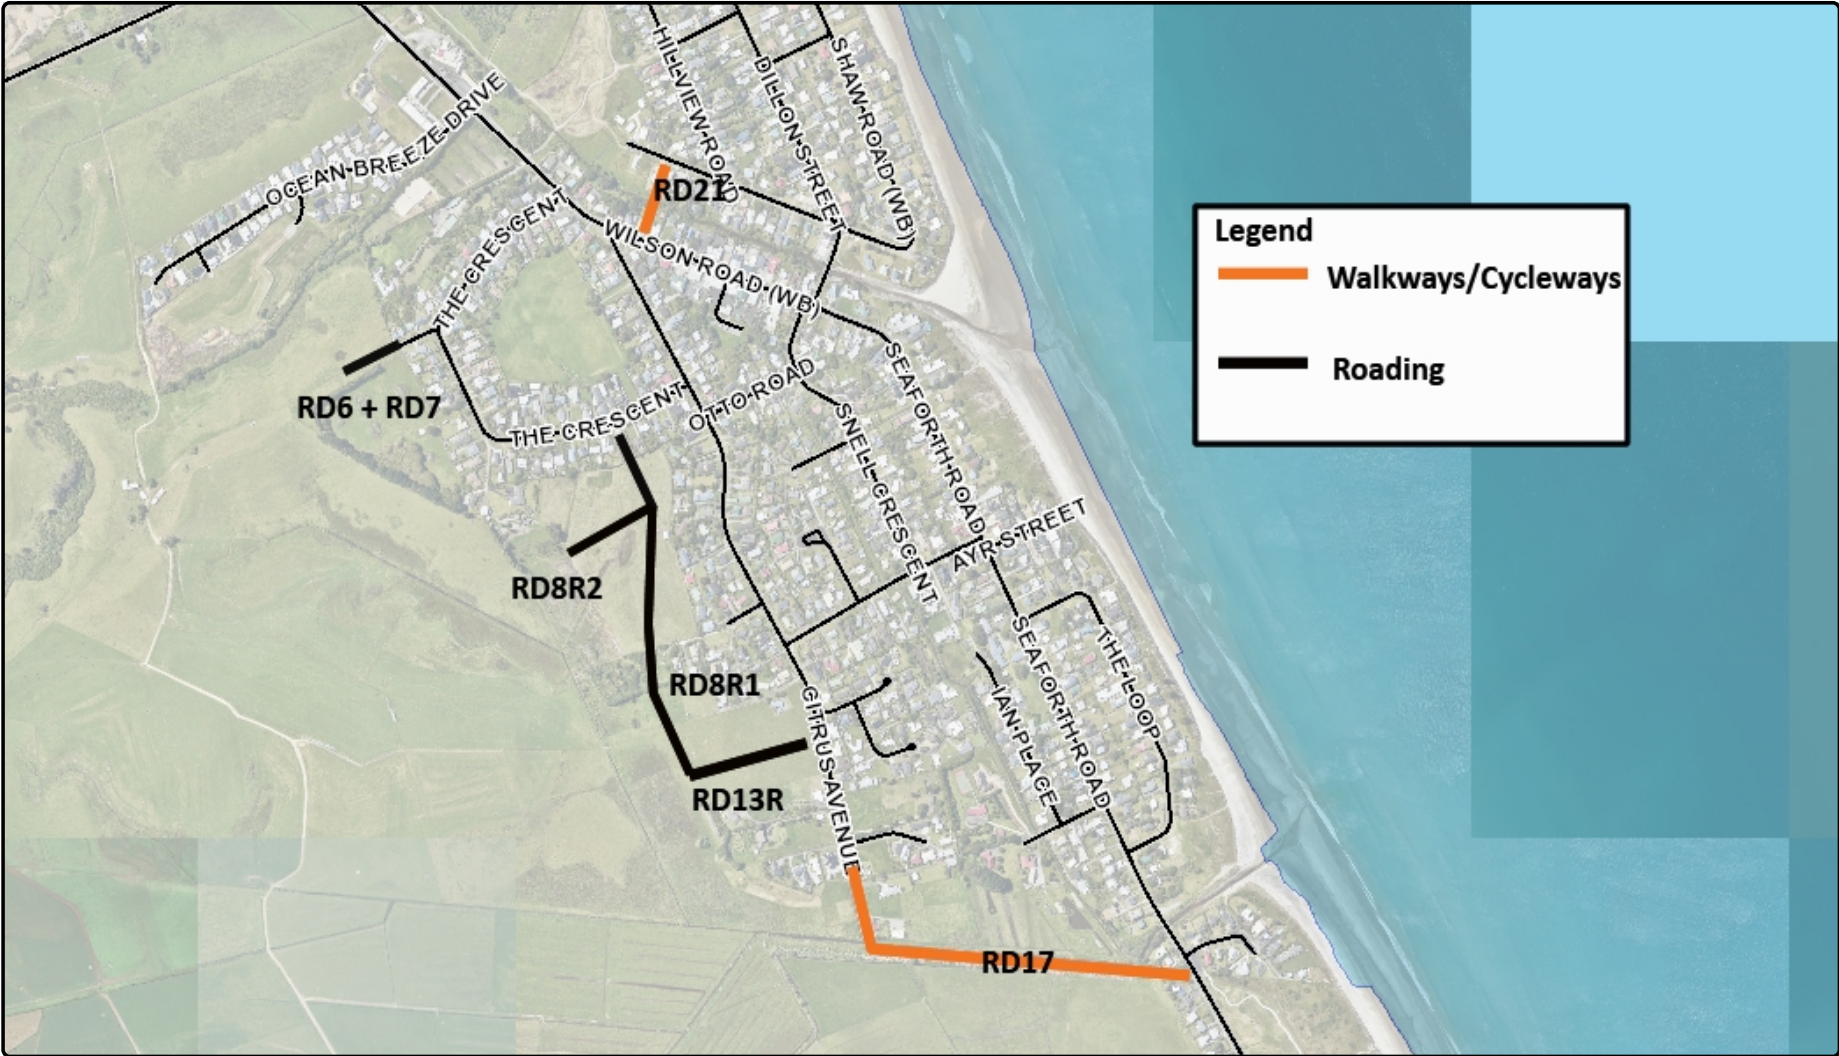 HILLVIEW ROAD
DILLON STREET
SHAW ROAD (WB)
OCEAN BREEZE DRIVE
RD21
THE CRESCENT
WILSON ROAD (WB)
Legend
Walkways/Cycleways
Roading
RD6 + RD7
THE CRESCENT
OTTO ROAD
SEAFORTH ROAD
SNELL CRESCENT
AYR STREET
RD8R2
RD8R1
CITRUS AVENUE
IAN PLACE
SEAFORTH ROAD
THE LOOP
RD13R
RD17